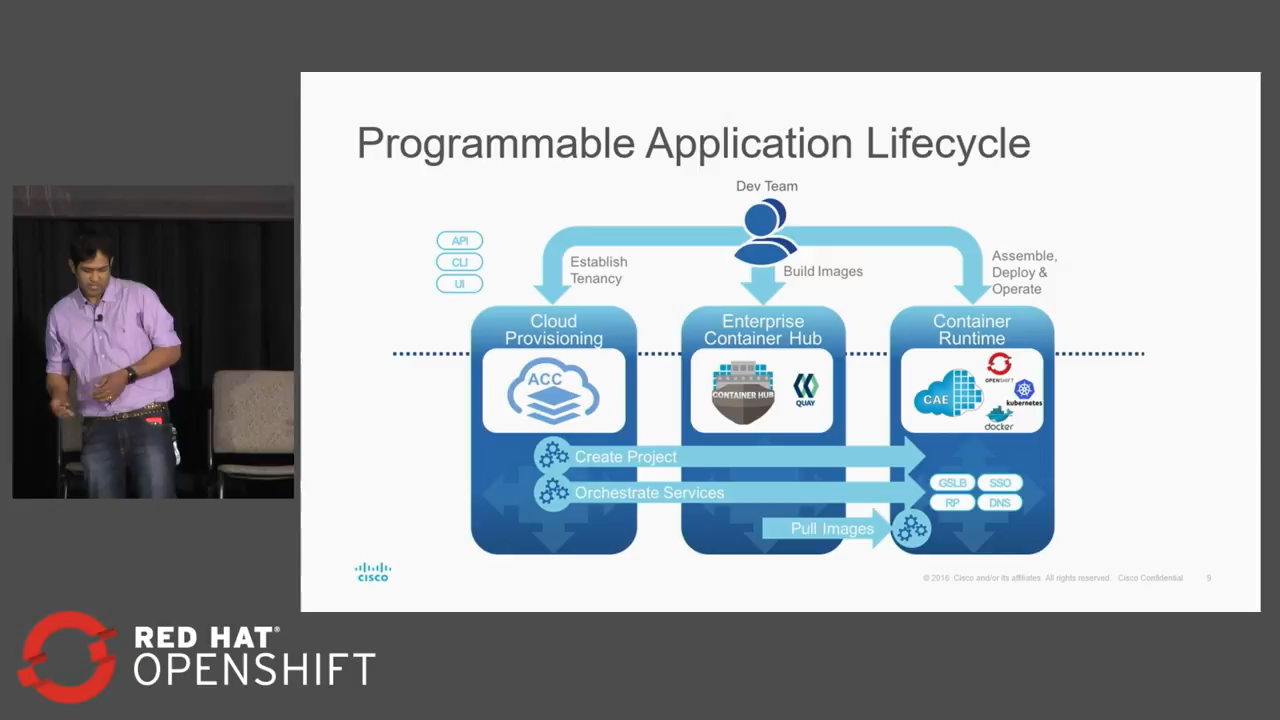 Programmable Application Lifecycle
Dev Team
API
CLI
UI
Establish
Tenancy
Build Images
Assemble,
Deploy &
Operate
Cloud
Provisioning
Enterprise
Container Hub
Container
Runtime
ACC
CONTAINER HUB
QUAY
OPENSHIFT
CAE
kubernetes
docker
Create Project
Orchestrate Services
GSLB
SSO
RP
DNS
Pull Images
CISCO
© 2016 Cisco and/or its affiliates. All rights reserved. Cisco Confidential
9
RED HAT®
OPENSHIFT